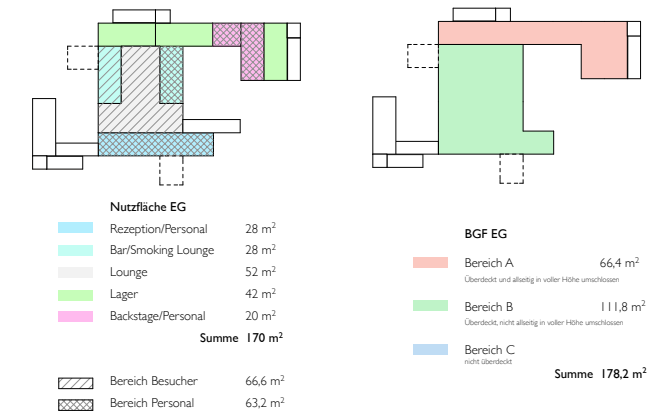 Nutzfläche EG
Rezeption/Personal 28 m²
Bar/Smoking Lounge 28 m²
Lounge 52 m²
Lager 42 m²
Backstage/Personal 20 m²
Summe 170 m²
Bereich Besucher 66,6 m²
Bereich Personal 63,2 m²
BGF EG
Bereich A 66,4 m²
Überdeckt und allseitig in voller Höhe umschlossen
Bereich B 111,8 m²
Überdeckt, nicht allseitig in voller Höhe umschlossen
Bereich C
nicht überdeckt
Summe 178,2 m²